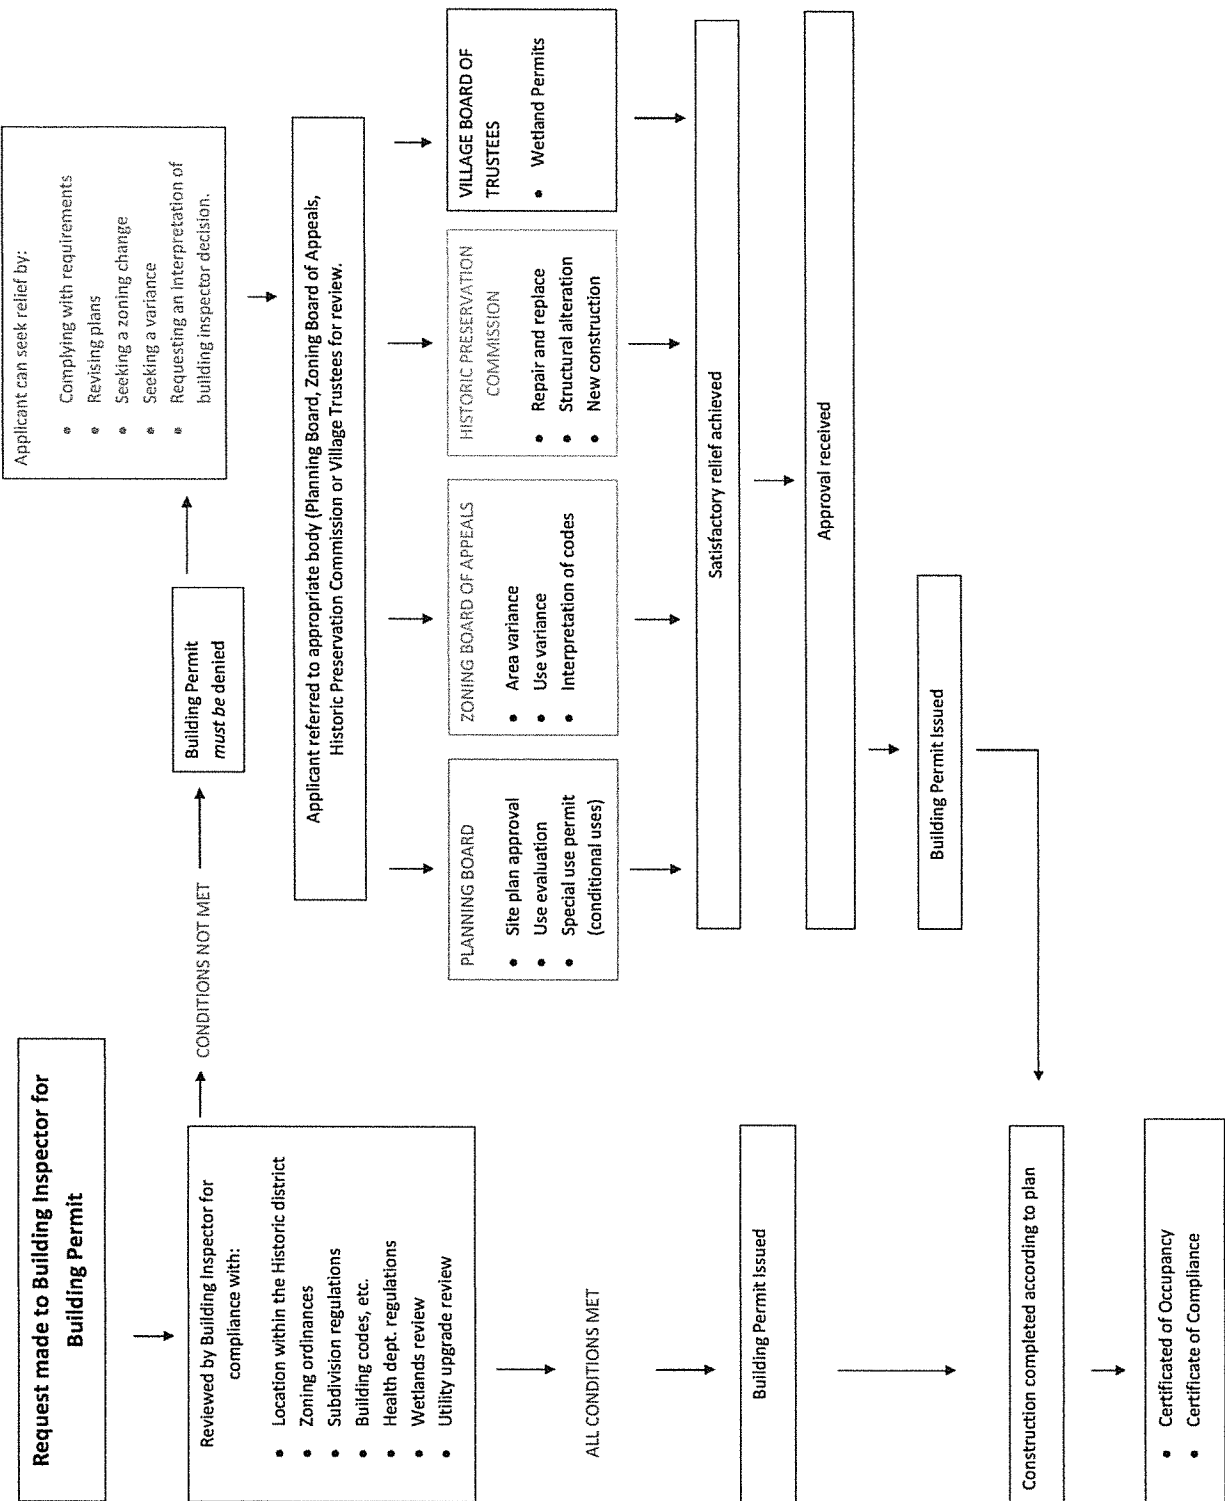 Request made to Building Inspector for
Building Permit
Reviewed by Building Inspector for
compliance with:
• Location within the Historic district
• Zoning ordinances
• Subdivision regulations
• Building codes, etc.
• Health dept. regulations
• Wetlands review
• Utility upgrade review
CONDITIONS NOT MET
Building Permit
must be denied
Applicant can seek relief by:
• Complying with requirements
• Revising plans
• Seeking a zoning change
• Seeking a variance
• Requesting an interpretation of
building inspector decision.
Applicant referred to appropriate body (Planning Board, Zoning Board of Appeals,
Historic Preservation Commission or Village Trustees for review.
PLANNING BOARD
• Site plan approval
• Use evaluation
• Special use permit
(conditional uses)
ZONING BOARD OF APPEALS
• Area variance
• Use variance
• Interpretation of codes
HISTORIC PRESERVATION
COMMISSION
• Repair and replace
• Structural alteration
• New construction
VILLAGE BOARD OF
TRUSTEES
• Wetland Permits
Satisfactory relief achieved
Approval received
Building Permit Issued
ALL CONDITIONS MET
Building Permit Issued
Construction completed according to plan
• Certificated of Occupancy
• Certificate of Compliance